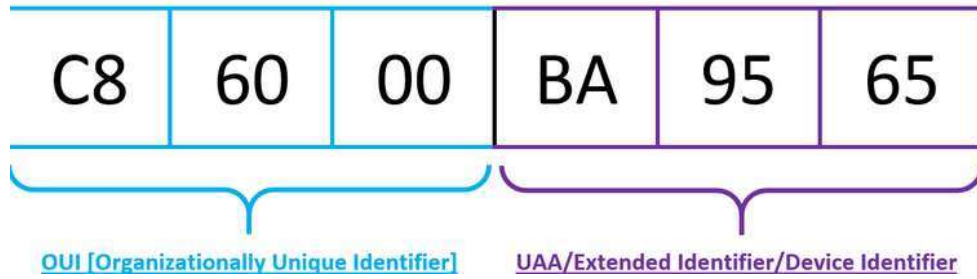 C8 60 00 BA 95 65
OUI [Organizationally Unique Identifier] UAA/Extended Identifier/Device Identifier